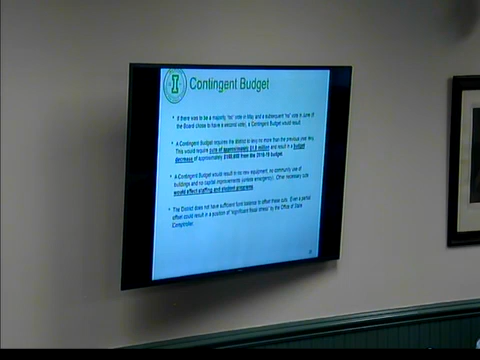 I
Contingent Budget
If there was to be a majority "no" vote in May and a subsequent "no" vote in June (if
the Board chose to have a second vote), a Contingent Budget would result.
A Contingent Budget requires the district to levy no more than the previous year levy.
This would require cuts of approximately $1.9 million and result in a budget
decrease of approximately from the 2018-19 budget.
A Contingent Budget would result in no new equipment, no community use of
buildings and no capital improvements (unless emergency). Other necessary cuts
would affect staffing and student programs.
The District does not have sufficient fund balance to offset these cuts. Even a partial
offset could result in a position of "significant fiscal stress" by the Office of State
Comptroller.